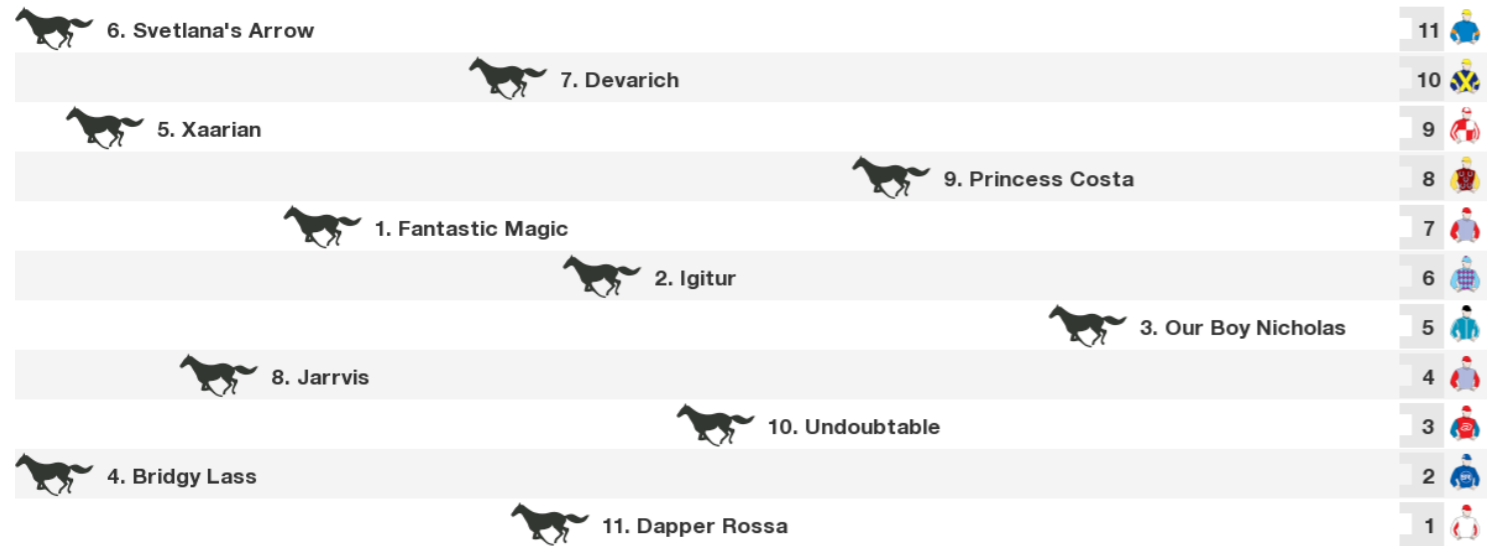 6. Svetlana's Arrow 11
7. Devarich 10
5. Xaarian 9
9. Princess Costa 8
1. Fantastic Magic 7
2. Igitur 6
3. Our Boy Nicholas 5
8. Jarrvis 4
10. Undoubtable 3
4. Bridgy Lass 2
11. Dapper Rossa 1